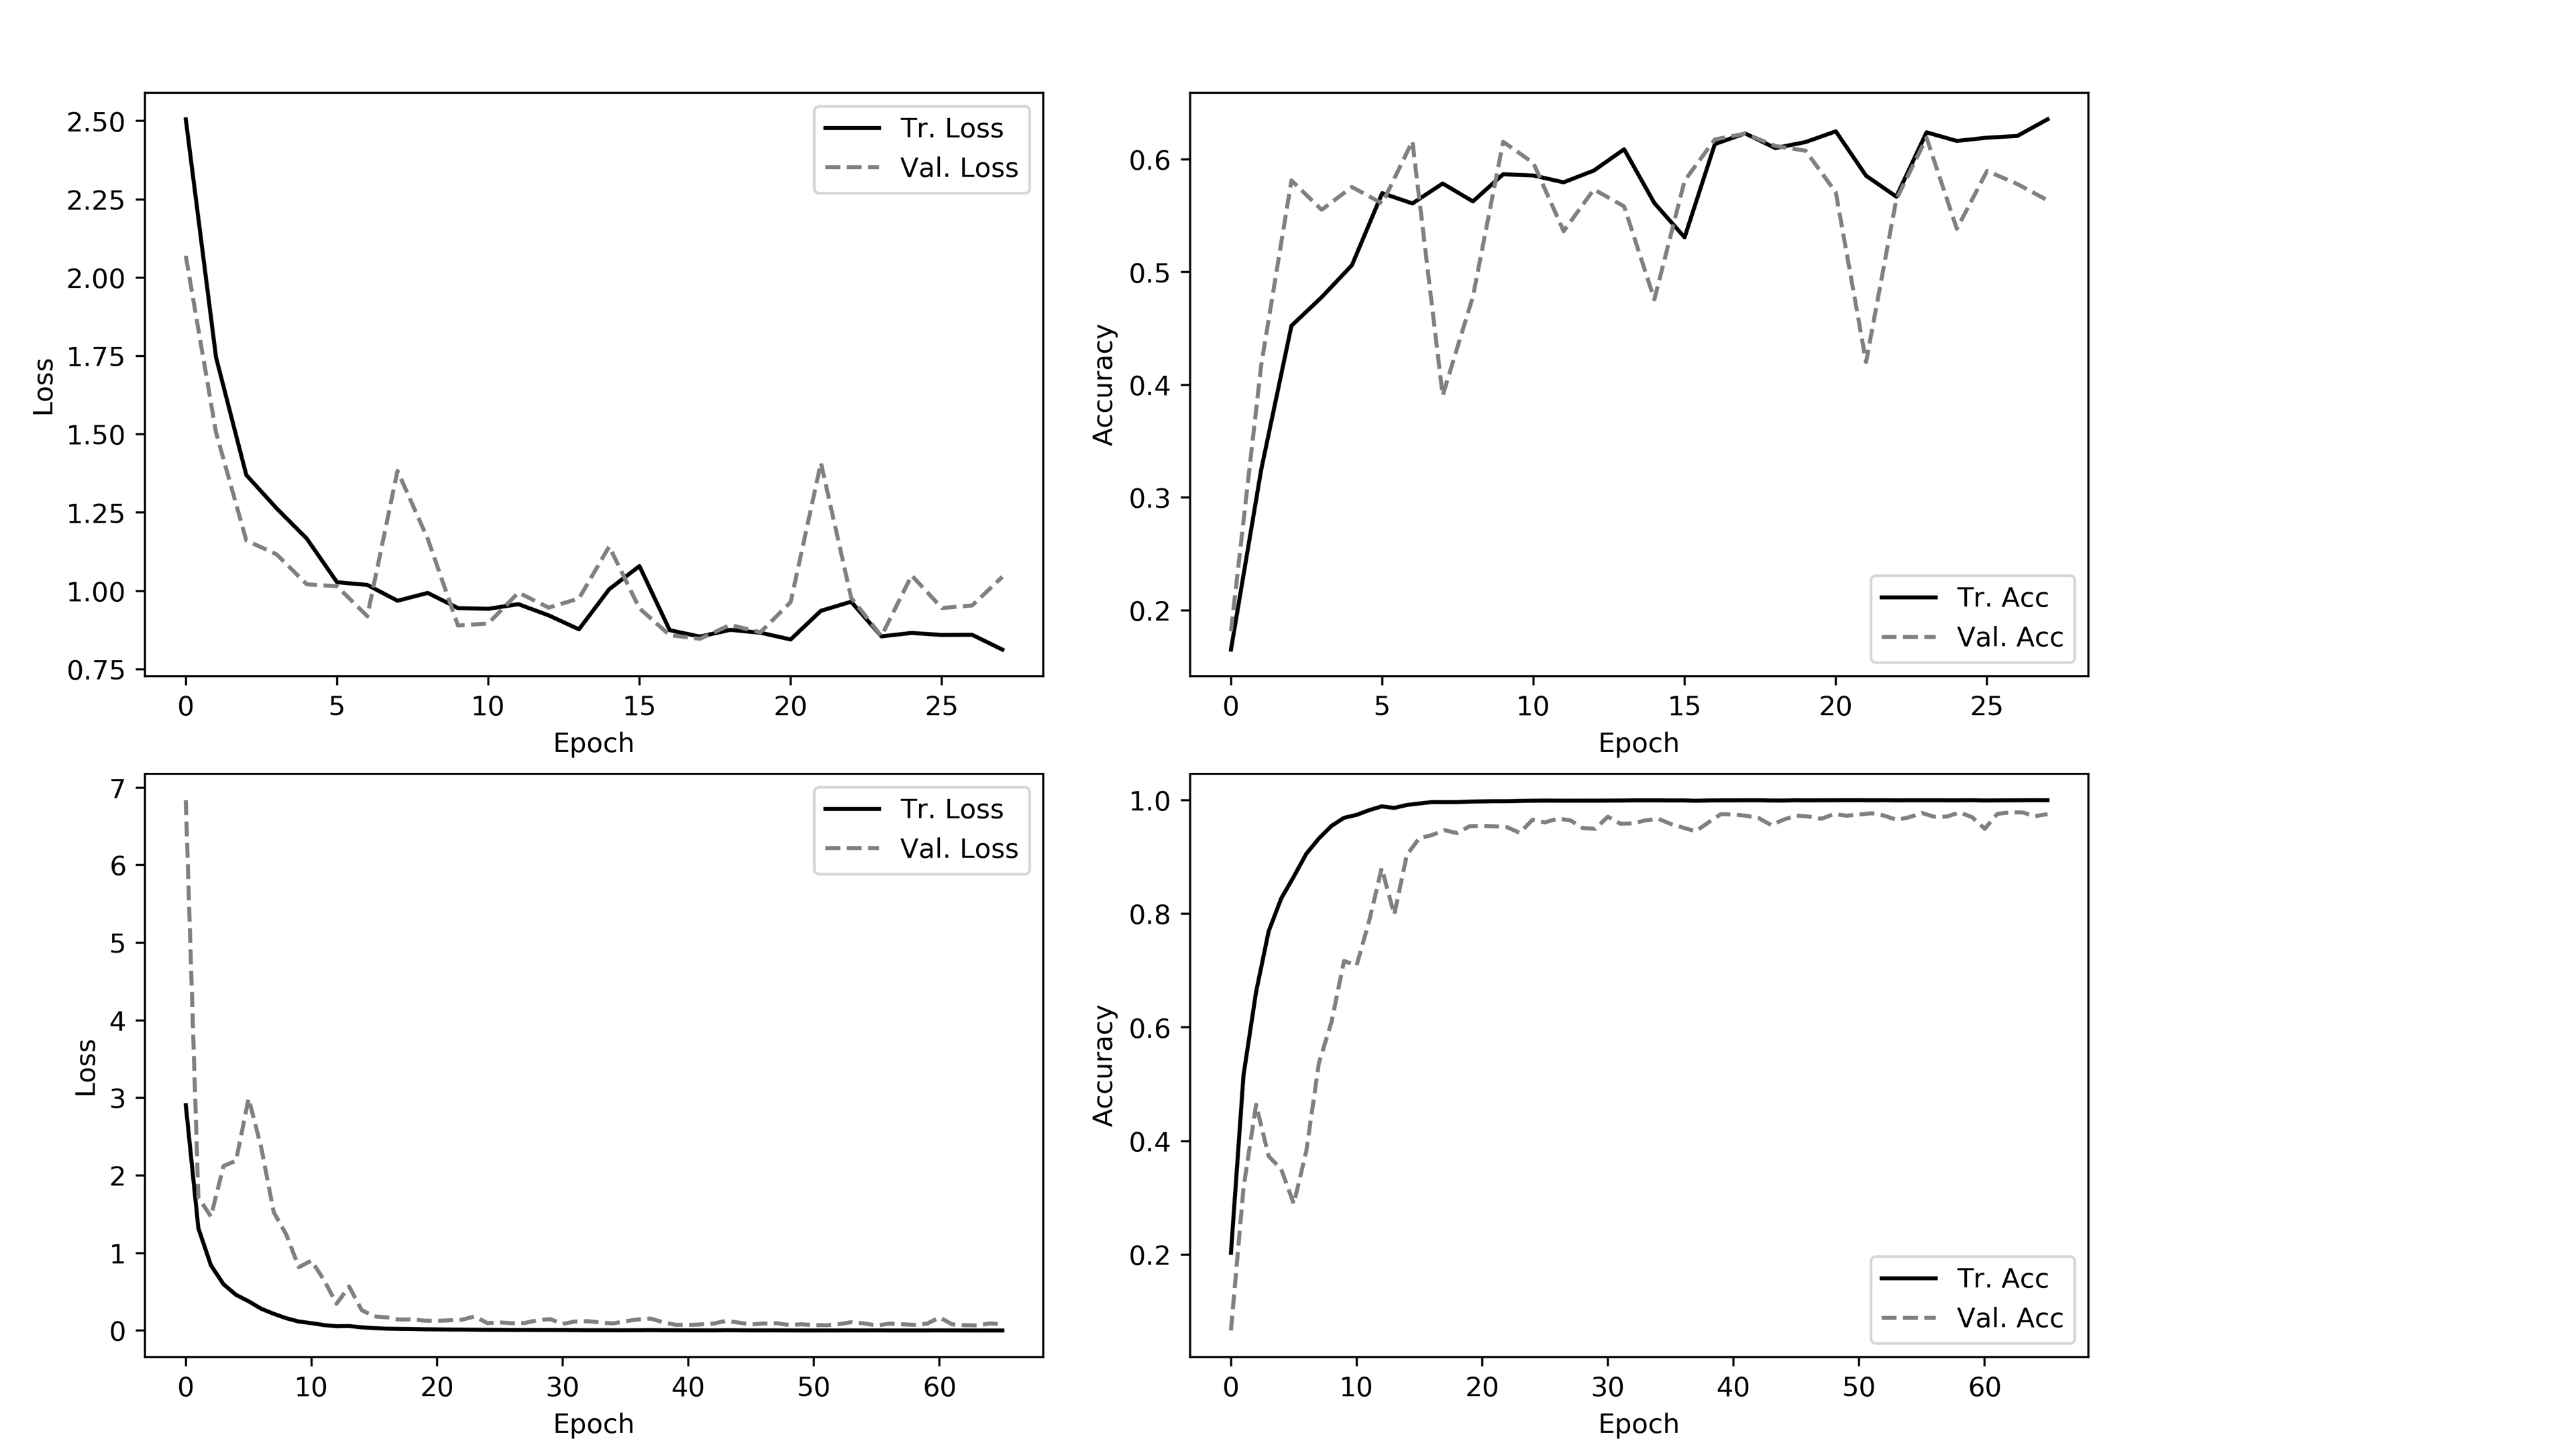 2.50
2.25
2.00
1.75
1.50
1.25
1.00
0.75
Loss
0 5 10 15 20 25
Epoch
Tr. Loss
Val. Loss
0.6
0.5
0.4
0.3
0.2
Accuracy
0 5 10 15 20 25
Epoch
Tr. Acc
Val. Acc
7
6
5
4
3
2
1
0
Loss
0 10 20 30 40 50 60
Epoch
Tr. Loss
Val. Loss
1.0
0.8
0.6
0.4
0.2
Accuracy
0 10 20 30 40 50 60
Epoch
Tr. Acc
Val. Acc